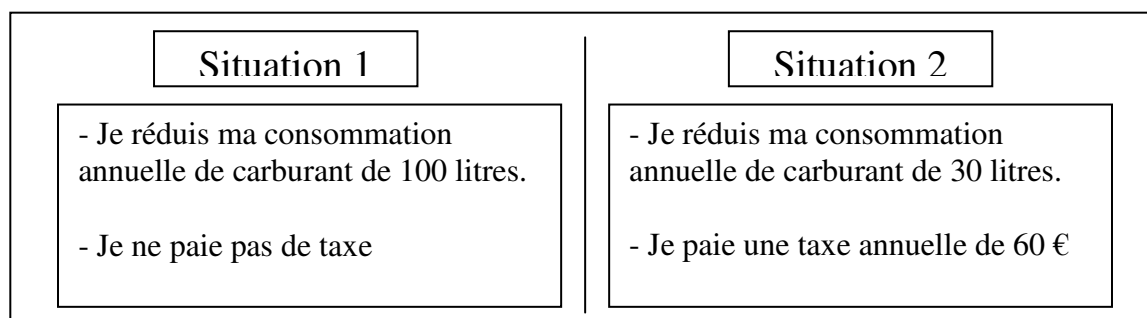 Situation 1
- Je réduis ma consommation
annuelle de carburant de 100 litres.
- Je ne paie pas de taxe
Situation 2
- Je réduis ma consommation
annuelle de carburant de 30 litres.
- Je paie une taxe annuelle de 60 €